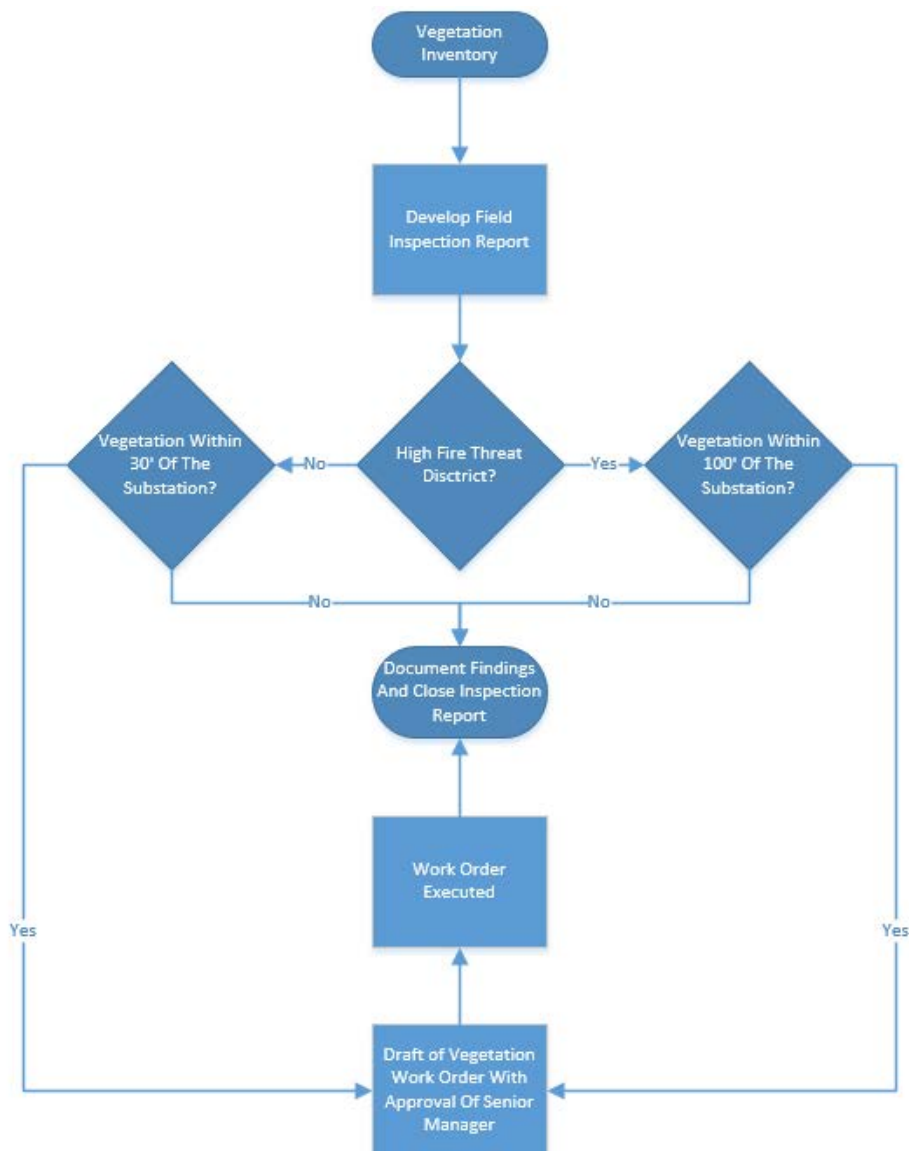 Vegetation
Inventory
Develop Field
Inspection Report
Vegetation Within
30' Of The
Substation?
No
High Fire Threat
Disctrict?
Yes
Vegetation Within
100' Of The
Substation?
No
No
Document Findings
And Close Inspection
Report
Work Order
Executed
Yes
Yes
Draft of Vegetation
Work Order With
Approval Of Senior
Manager